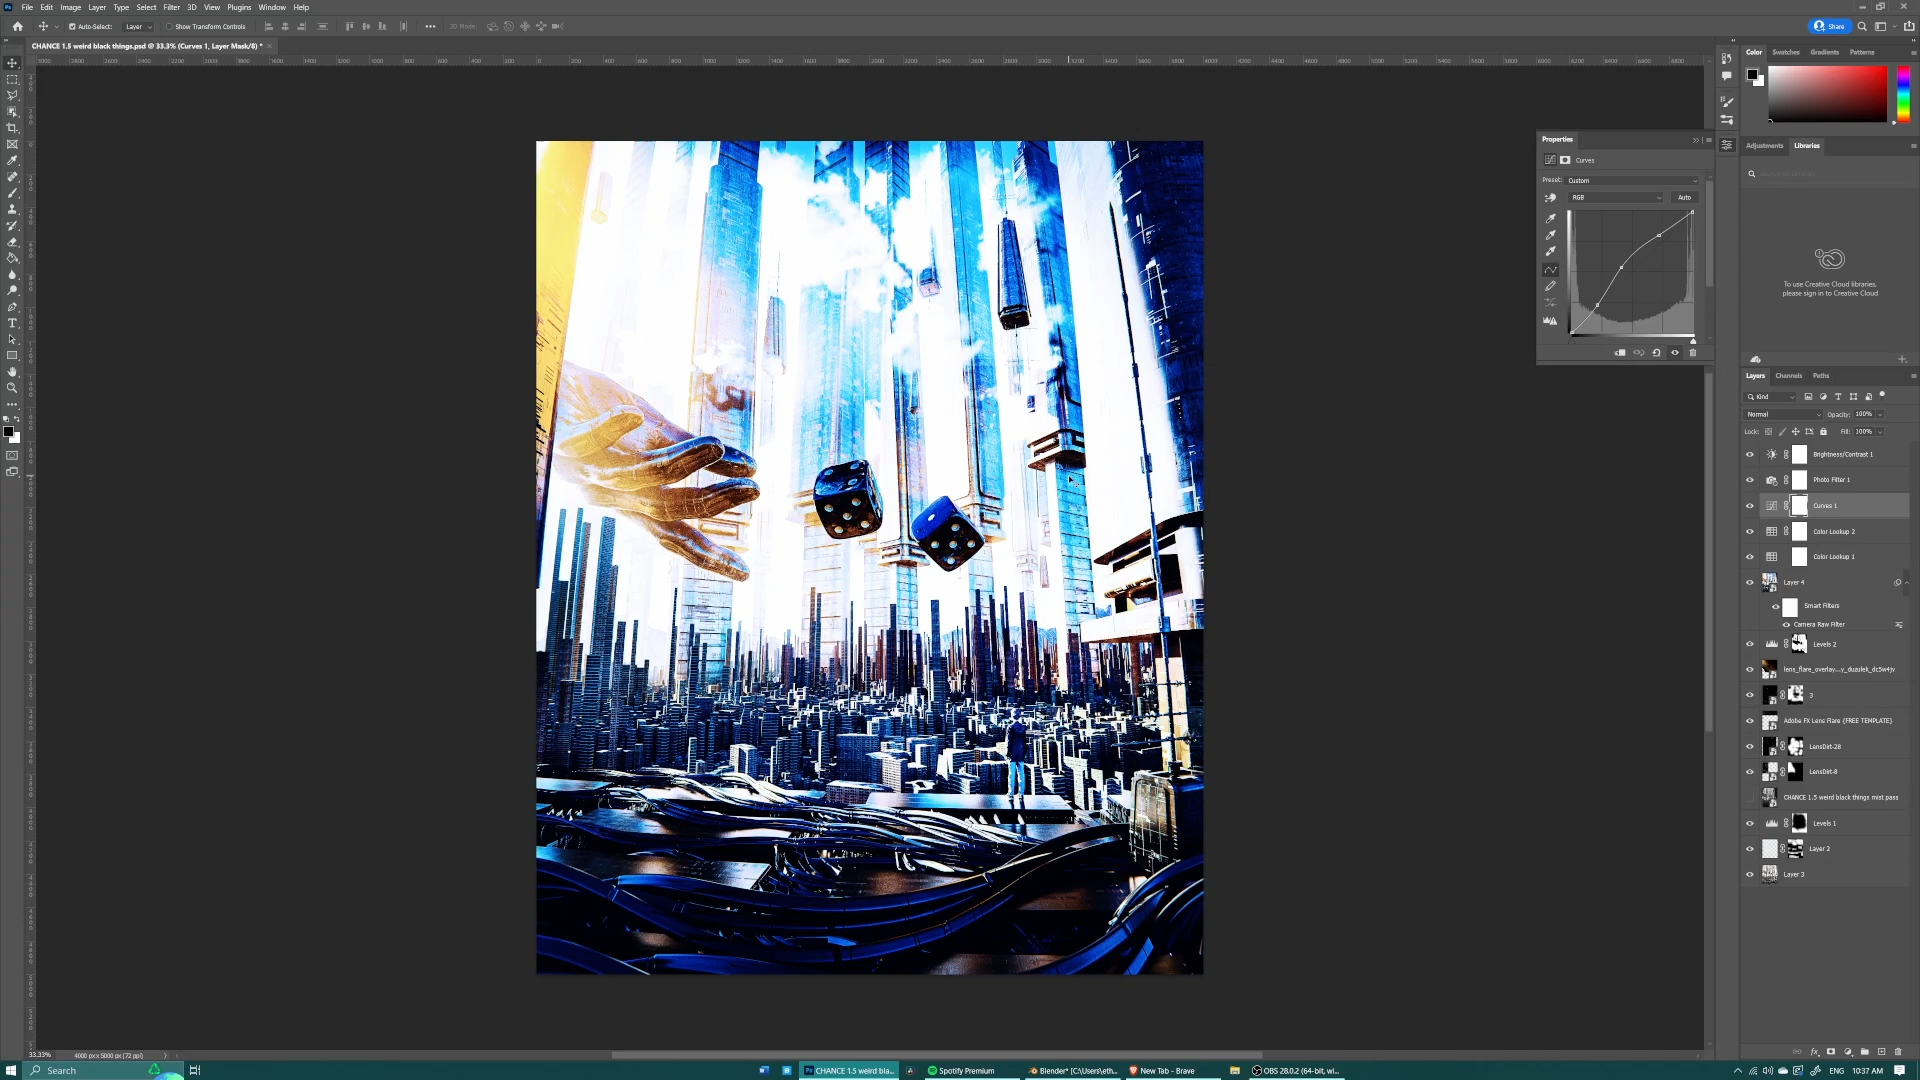 File Edit Image Layer Type Select Filter 3D View Plugins Window Help
Auto-Select: Layer Show Transform Controls 3D Mode: Share
CHANCE 1.5 weird black things.psd @ 33.3% (Curves 1, Layer Mask/8) *
Color Swatches Gradients Patterns
Properties
Curves
Preset: Custom
RGB Auto
Adjustments Libraries
To use Creative Cloud libraries,
please sign in to Creative Cloud
Layers Channels Paths
Kind
Normal Opacity: 100%
Lock: Fill: 100%
Brightness/Contrast 1
Photo Filter 1
Curves 1
Color Lookup 2
Color Lookup 1
Layer 4
Smart Filters
Camera Raw Filter
Levels 2
lens_flare_overlay...y_duzulek_dc5w4jv
3
Adobe FX Lens Flare {FREE TEMPLATE}
LensDirt-28
LensDirt-8
CHANCE 1.5 weird black things mist pass
Levels 1
Layer 2
Layer 3
33.33% 4000 px x 5000 px (72 ppi)
Search
CHANCE 1.5 weird bla...
Spotify Premium
Blender* [C:\Users\eth...
New Tab - Brave
OBS 28.0.2 (64-bit, wi...
ENG 10:37 AM